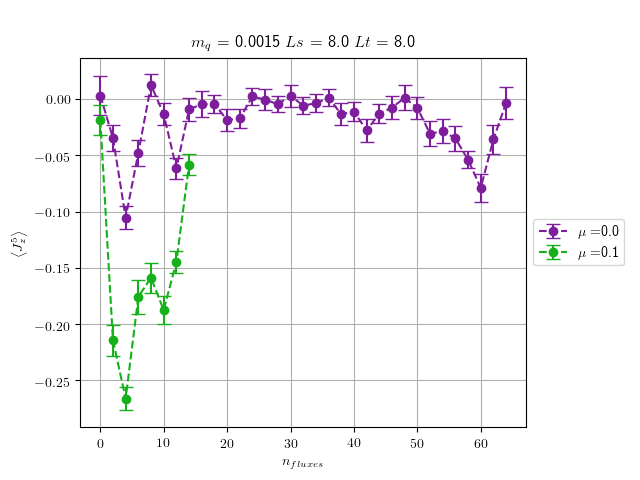 m_q = 0.0015 Ls = 8.0 Lt = 8.0
0.00
−0.05
−0.10
−0.15
−0.20
−0.25
⟨J_z^5⟩
0 10 20 30 40 50 60
n_fluxes
μ =0.0
μ =0.1